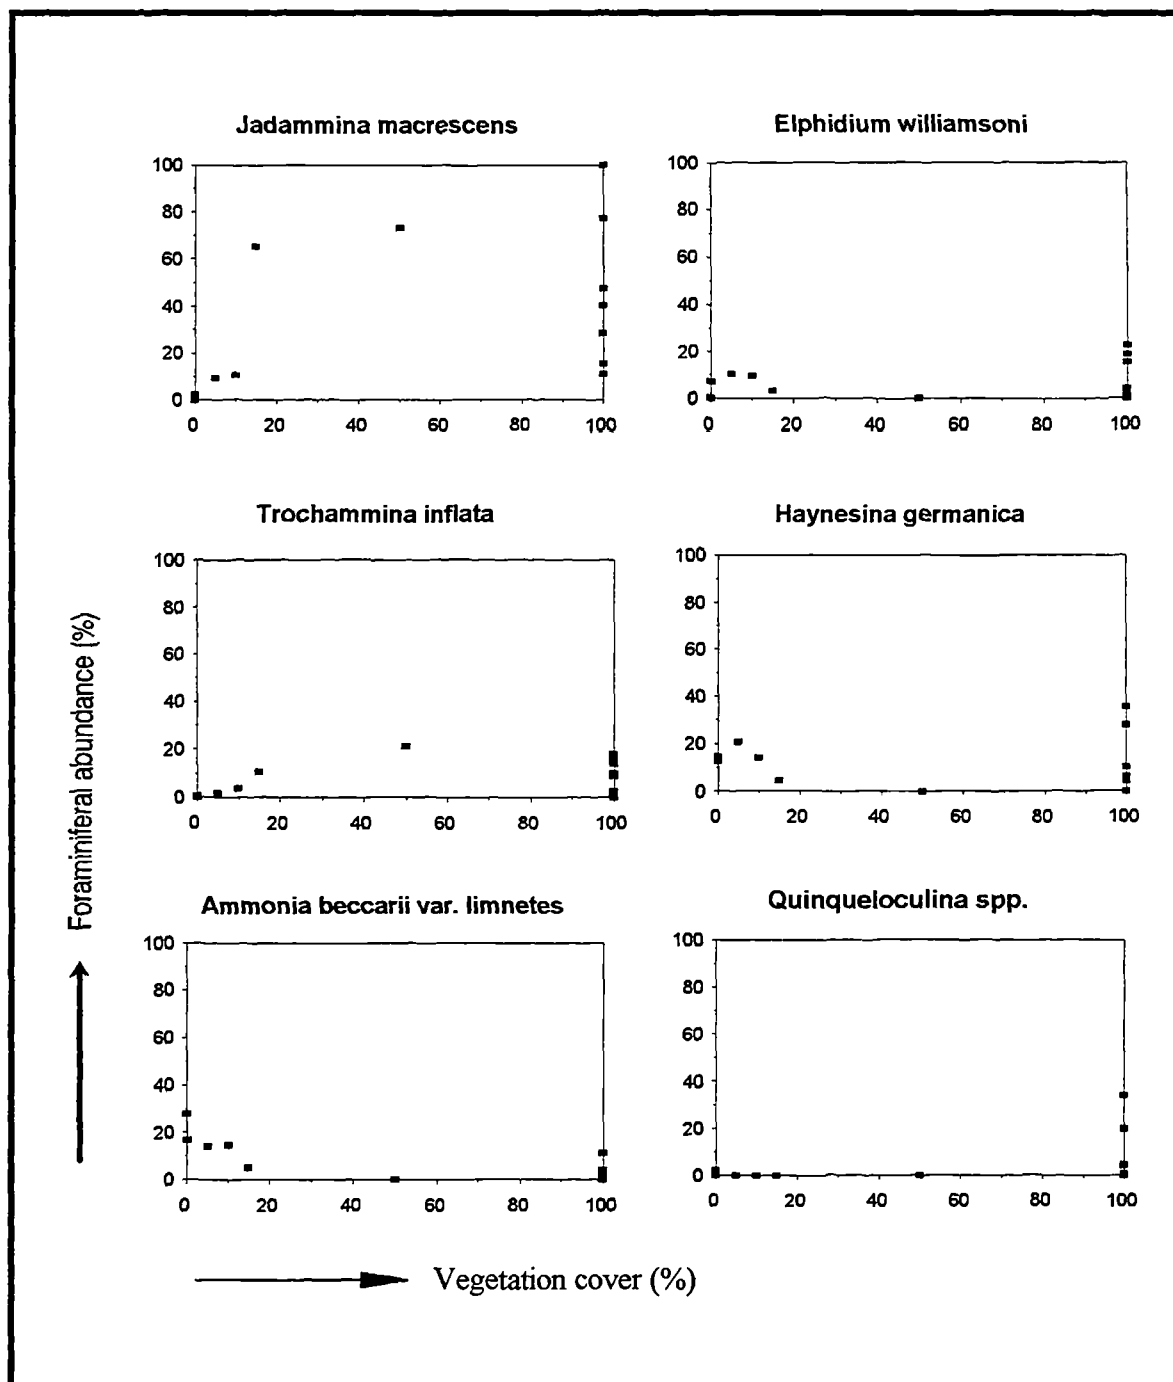 Jadammina macrescens
100
80
60
40
20
0
0 20 40 60 80 100
Elphidium williamsoni
100
80
60
40
20
0
0 20 40 60 80 100
Trochammina inflata
100
80
60
40
20
0
0 20 40 60 80 100
Haynesina germanica
100
80
60
40
20
0
0 20 40 60 80 100
Ammonia beccarii var. limnetes
100
80
60
40
20
0
0 20 40 60 80 100
Quinqueloculina spp.
100
80
60
40
20
0
0 20 40 60 80 100
Foraminiferal abundance (%)
Vegetation cover (%)